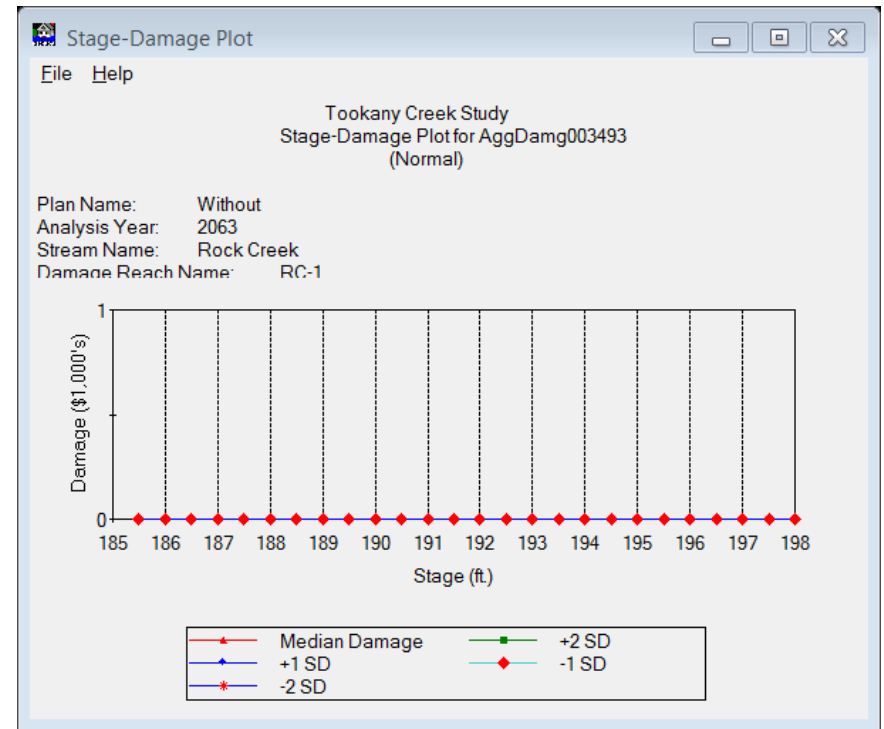 Stage-Damage Plot
File Help
Tookany Creek Study
Stage-Damage Plot for AggDamg003493
(Normal)
Plan Name: Without
Analysis Year: 2063
Stream Name: Rock Creek
Damage Reach Name: RC-1
Damage ($1,000's)
1
0
185 186 187 188 189 190 191 192 193 194 195 196 197 198
Stage (ft.)
Median Damage +2 SD
+1 SD -1 SD
-2 SD